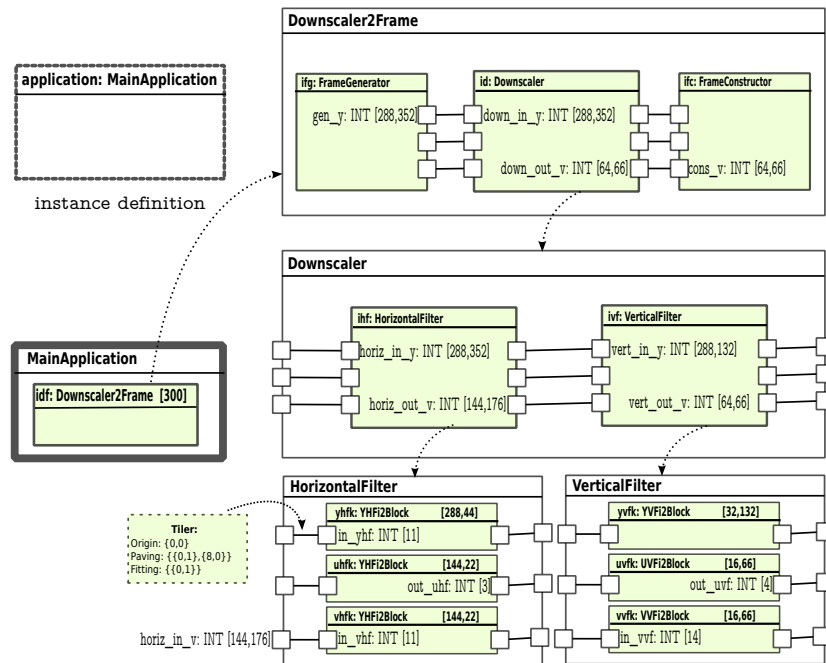 Downscaler2Frame
application: MainApplication
ifg: FrameGenerator
id: Downscaler
ifc: FrameConstructor
gen_y: INT [288,352]
down_in_y: INT [288,352]
down_out_v: INT [64,66]
cons_v: INT [64,66]
instance definition
Downscaler
ihf: HorizontalFilter
ivf: VerticalFilter
horiz_in_y: INT [288,352]
vert_in_y: INT [288,132]
horiz_out_v: INT [144,176]
vert_out_v: INT [64,66]
MainApplication
idf: Downscaler2Frame [300]
HorizontalFilter
yhfk: YHFi2Block [288,44]
in_yhf: INT [11]
uhfk: YHFi2Block [144,22]
out_uhf: INT [3]
vhfk: YHFi2Block [144,22]
in_vhf: INT [11]
horiz_in_v: INT [144,176]
VerticalFilter
yvfk: YVFi2Block [32,132]
uvfk: UVFi2Block [16,66]
out_uvf: INT [4]
vvfk: VVFi2Block [16,66]
in_vvf: INT [14]
Tiler:
Origin: {0,0}
Paving: {{0,1},{8,0}}
Fitting: {{0,1}}